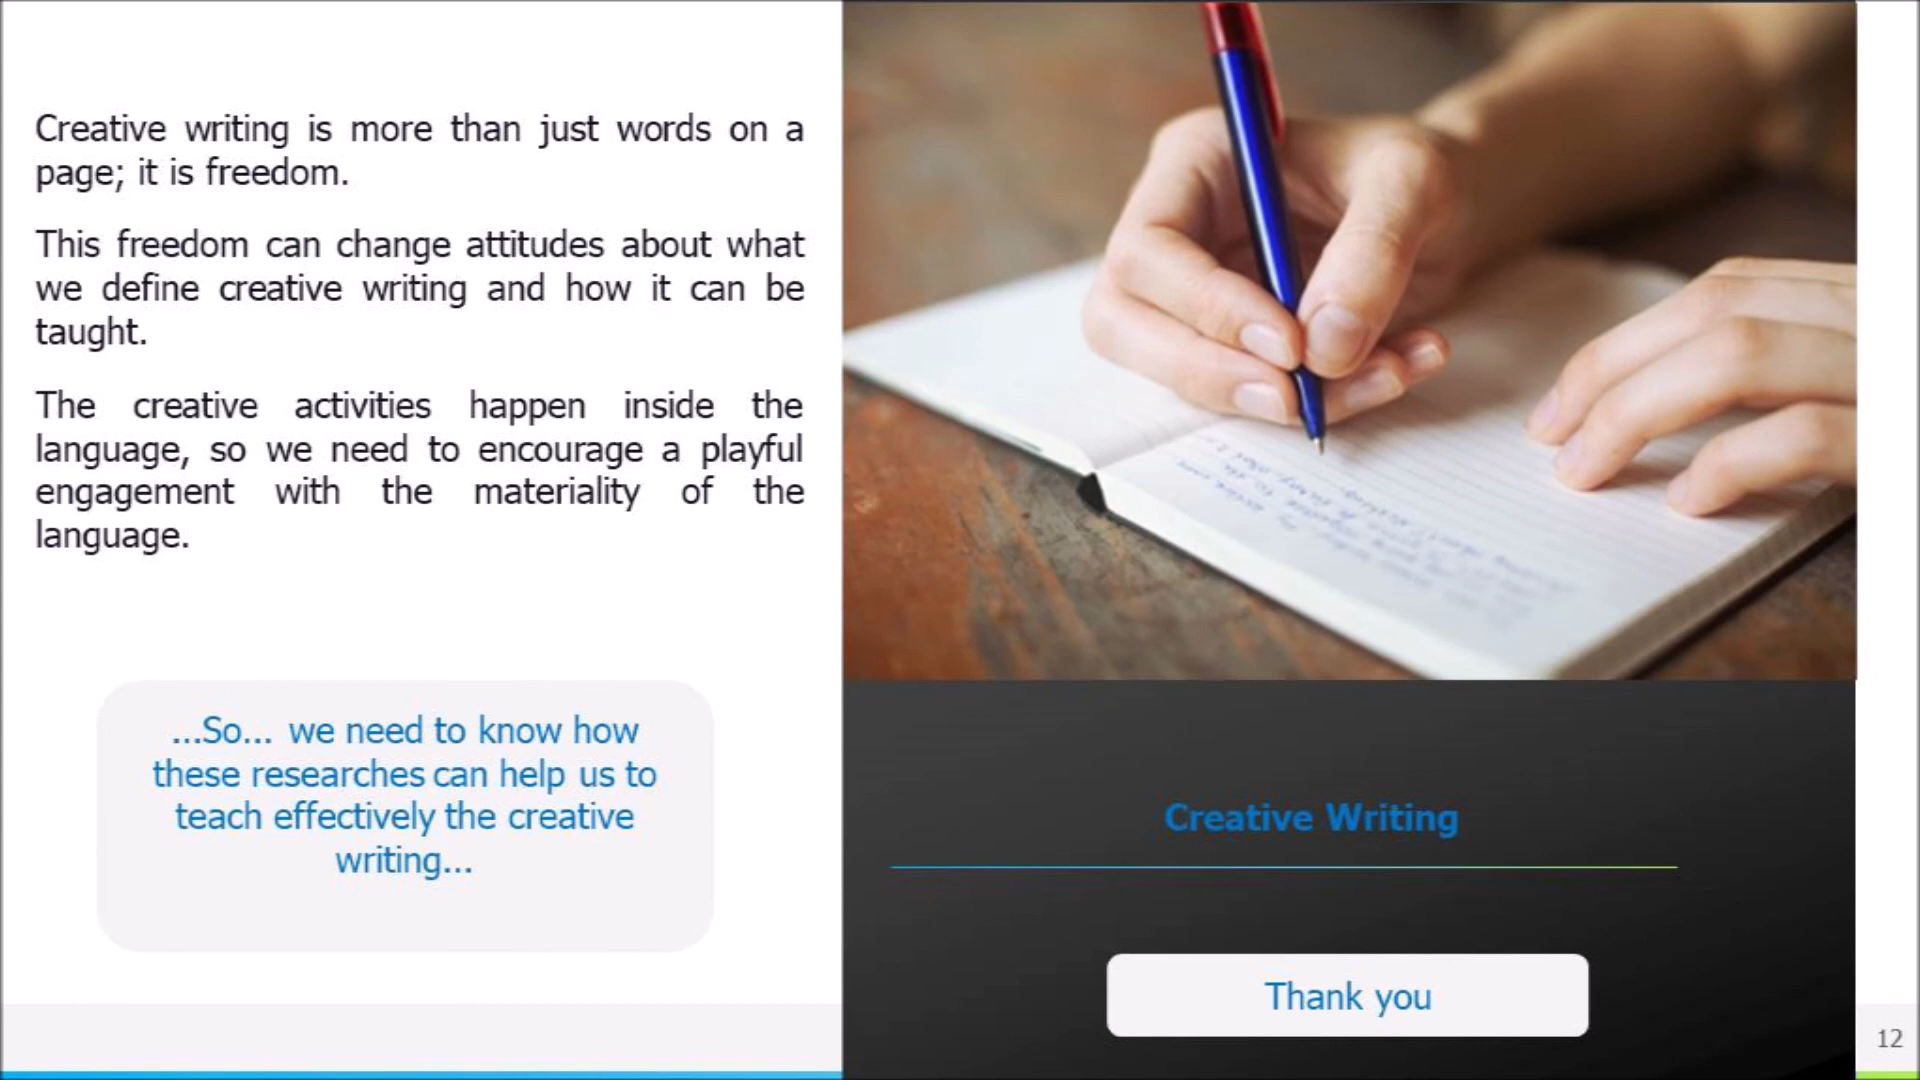 Creative writing is more than just words on a
page; it is freedom.
This freedom can change attitudes about what
we define creative writing and how it can be
taught.
The creative activities happen inside the
language, so we need to encourage a playful
engagement with the materiality of the
language.
...So... we need to know how
these researches can help us to
teach effectively the creative
writing...
Creative Writing
Thank you
12